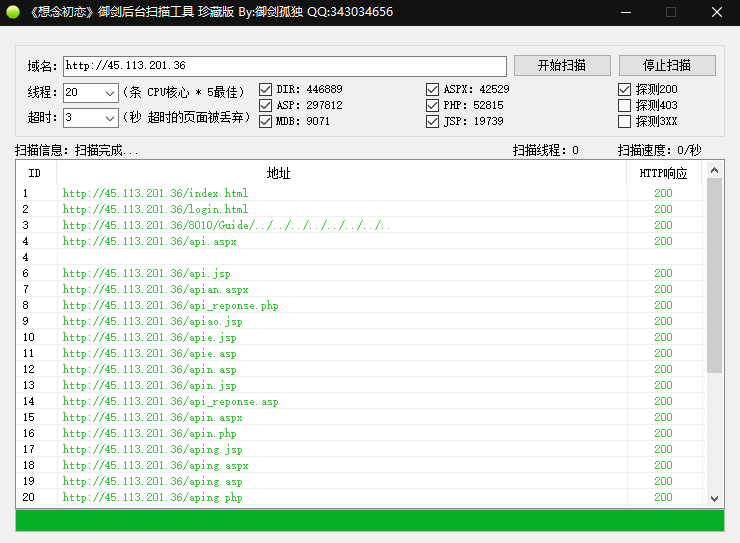 《想念初恋》御剑后台扫描工具 珍藏版 By:御剑孤独 QQ:343034656
域名: http://45.113.201.36 开始扫描 停止扫描
线程: 20 (条 CPU核心 * 5最佳) DIR: 446889 ASPX: 42529 探测200
ASP: 297812 PHP: 52815 探测403
超时: 3 (秒 超时的页面被丢弃) MDB: 9071 JSP: 19739 探测3XX
扫描信息: 扫描完成... 扫描线程: 0 扫描速度: 0/秒
ID 地址 HTTP响应
1 http://45.113.201.36/index.html 200
2 http://45.113.201.36/login.html 200
3 http://45.113.201.36/8010/Guide/../../../../../../../.. 200
4 http://45.113.201.36/api.aspx 200
4
6 http://45.113.201.36/api.jsp 200
7 http://45.113.201.36/apian.aspx 200
8 http://45.113.201.36/api_reponse.php 200
9 http://45.113.201.36/apiao.jsp 200
10 http://45.113.201.36/apie.jsp 200
11 http://45.113.201.36/apie.asp 200
12 http://45.113.201.36/apin.asp 200
13 http://45.113.201.36/apin.jsp 200
14 http://45.113.201.36/api_reponse.asp 200
15 http://45.113.201.36/apin.aspx 200
16 http://45.113.201.36/apin.php 200
17 http://45.113.201.36/aping.jsp 200
18 http://45.113.201.36/aping.aspx 200
19 http://45.113.201.36/aping.asp 200
20 http://45.113.201.36/aping.php 200